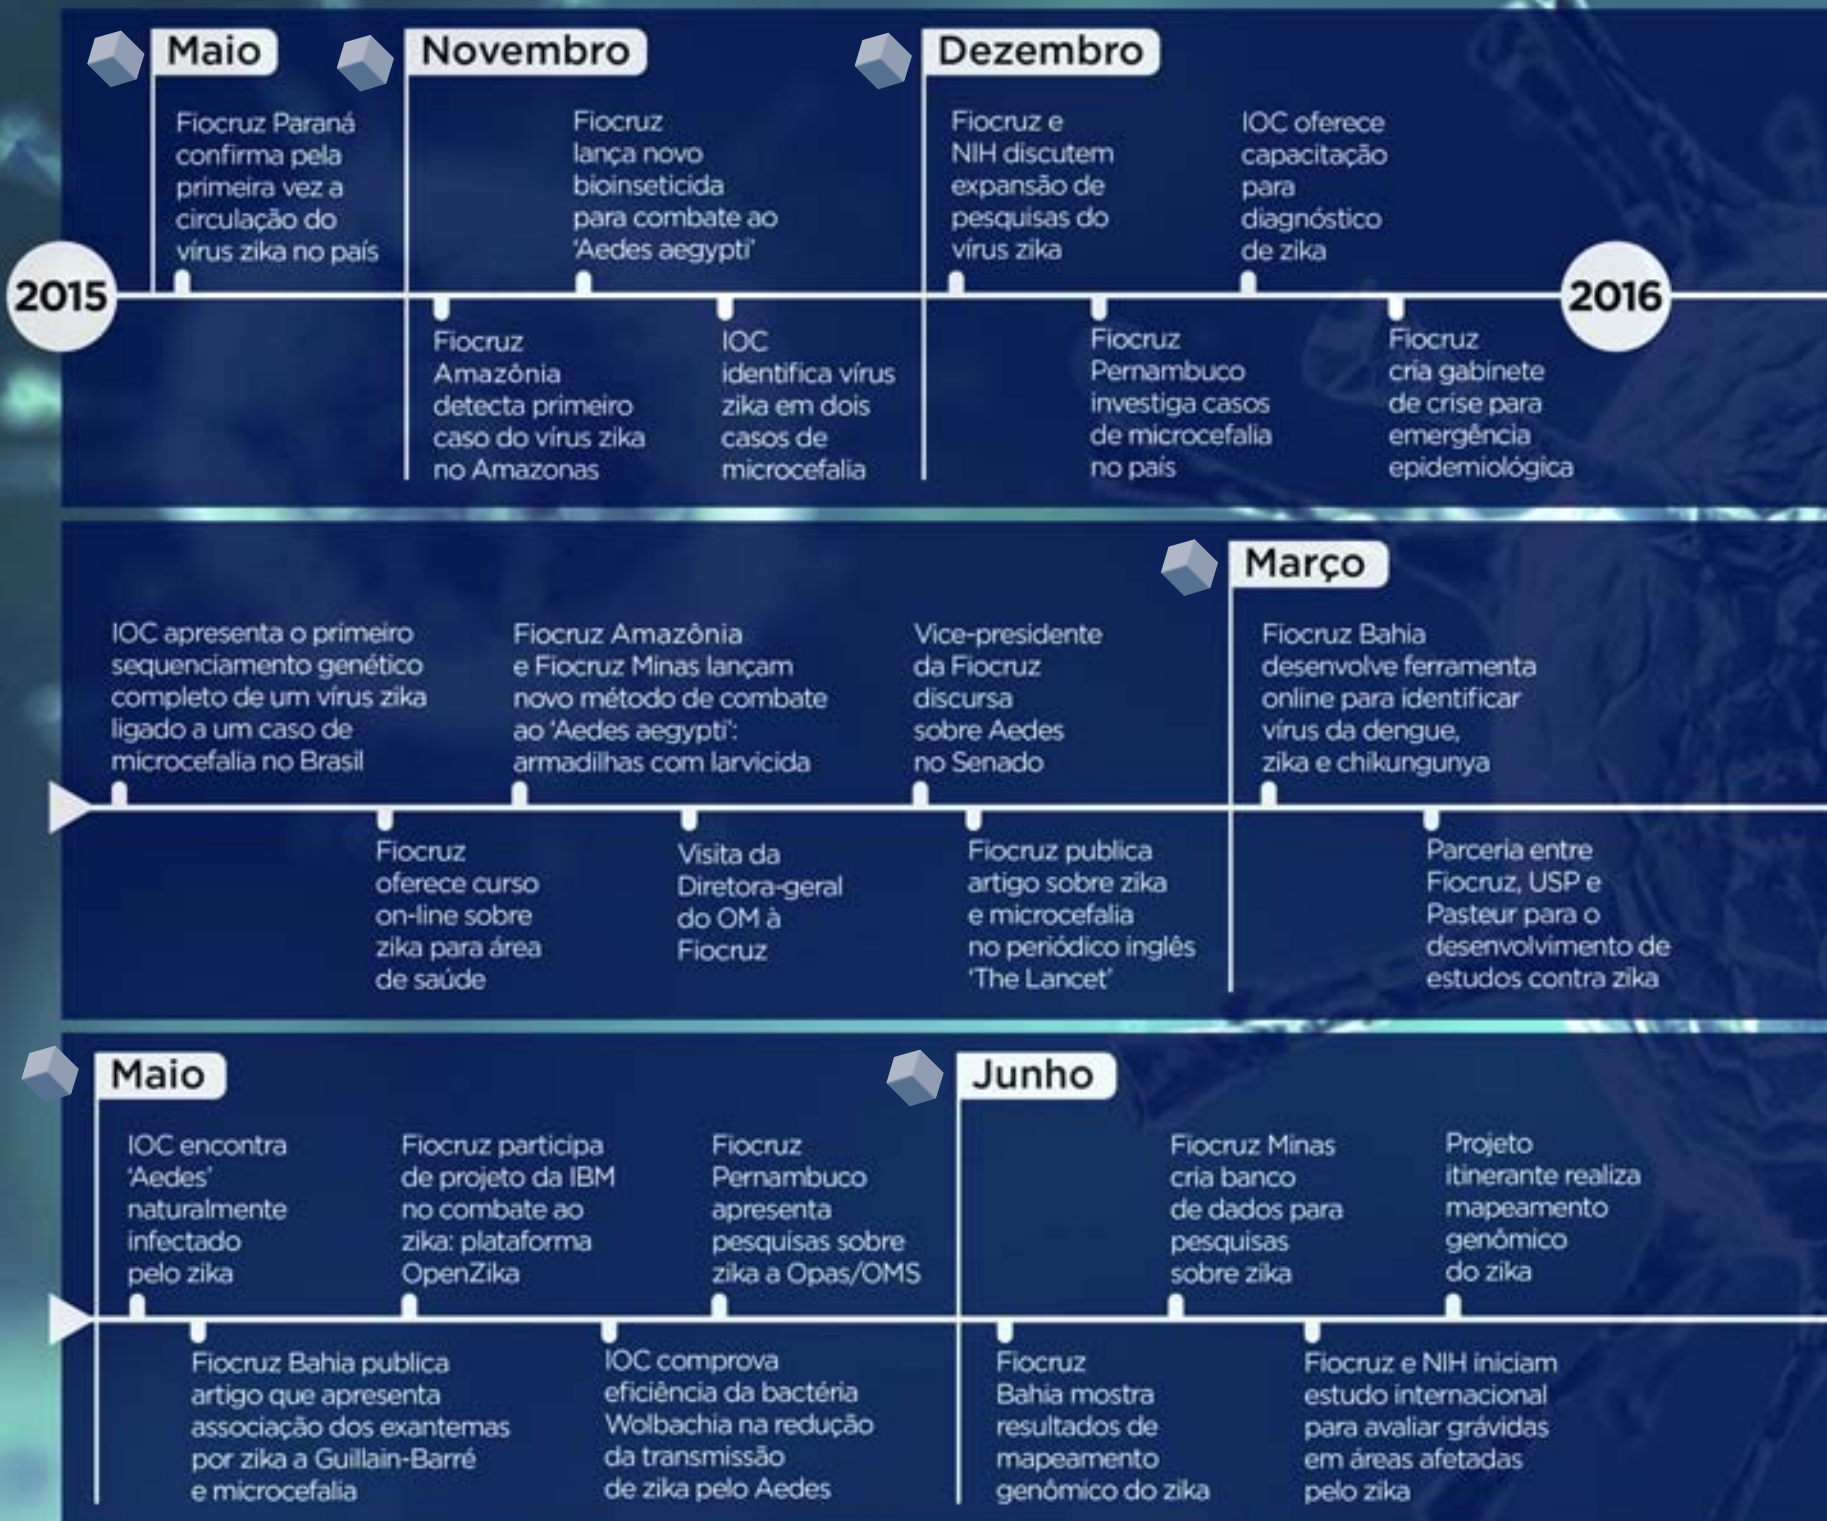 Maio
Fiocruz Paraná
confirma pela
primeira vez a
circulação do
vírus zika no país
Novembro
Fiocruz
Amazônia
detecta primeiro
caso do vírus zika
no Amazonas
Fiocruz
lança novo
bioinseticida
para combate ao
‘Aedes aegypti’
IOC
identifica vírus
zika em dois
casos de
microcefalia
Dezembro
Fiocruz e
NIH discutem
expansão de
pesquisas do
vírus zika
Fiocruz
Pernambuco
investiga casos
de microcefalia
no país
IOC oferece
capacitação
para
diagnóstico
de zika
Fiocruz
cria gabinete
de crise para
emergência
epidemiológica
2015
2016
IOC apresenta o primeiro
sequenciamento genético
completo de um vírus zika
ligado a um caso de
microcefalia no Brasil
Fiocruz
oferece curso
on-line sobre
zika para área
de saúde
Fiocruz Amazônia
e Fiocruz Minas lançam
novo método de combate
ao ‘Aedes aegypti’:
armadilhas com larvicida
Visita da
Diretora-geral
do OM à
Fiocruz
Vice-presidente
da Fiocruz
discursa
sobre Aedes
no Senado
Fiocruz publica
artigo sobre zika
e microcefalia
no periódico inglês
‘The Lancet’
Março
Fiocruz Bahia
desenvolve ferramenta
online para identificar
vírus da dengue,
zika e chikungunya
Parceria entre
Fiocruz, USP e
Pasteur para o
desenvolvimento de
estudos contra zika
Maio
IOC encontra
‘Aedes’
naturalmente
infectado
pelo zika
Fiocruz Bahia publica
artigo que apresenta
associação dos exantemas
por zika a Guillain-Barré
e microcefalia
Fiocruz participa
de projeto da IBM
no combate ao
zika: plataforma
OpenZika
IOC comprova
eficiência da bactéria
Wolbachia na redução
da transmissão
de zika pelo Aedes
Fiocruz
Pernambuco
apresenta
pesquisas sobre
zika a Opas/OMS
Junho
Fiocruz
Bahia mostra
resultados de
mapeamento
genômico do zika
Fiocruz Minas
cria banco
de dados para
pesquisas
sobre zika
Fiocruz e NIH iniciam
estudo internacional
para avaliar grávidas
em áreas afetadas
pelo zika
Projeto
itinerante realiza
mapeamento
genômico
do zika